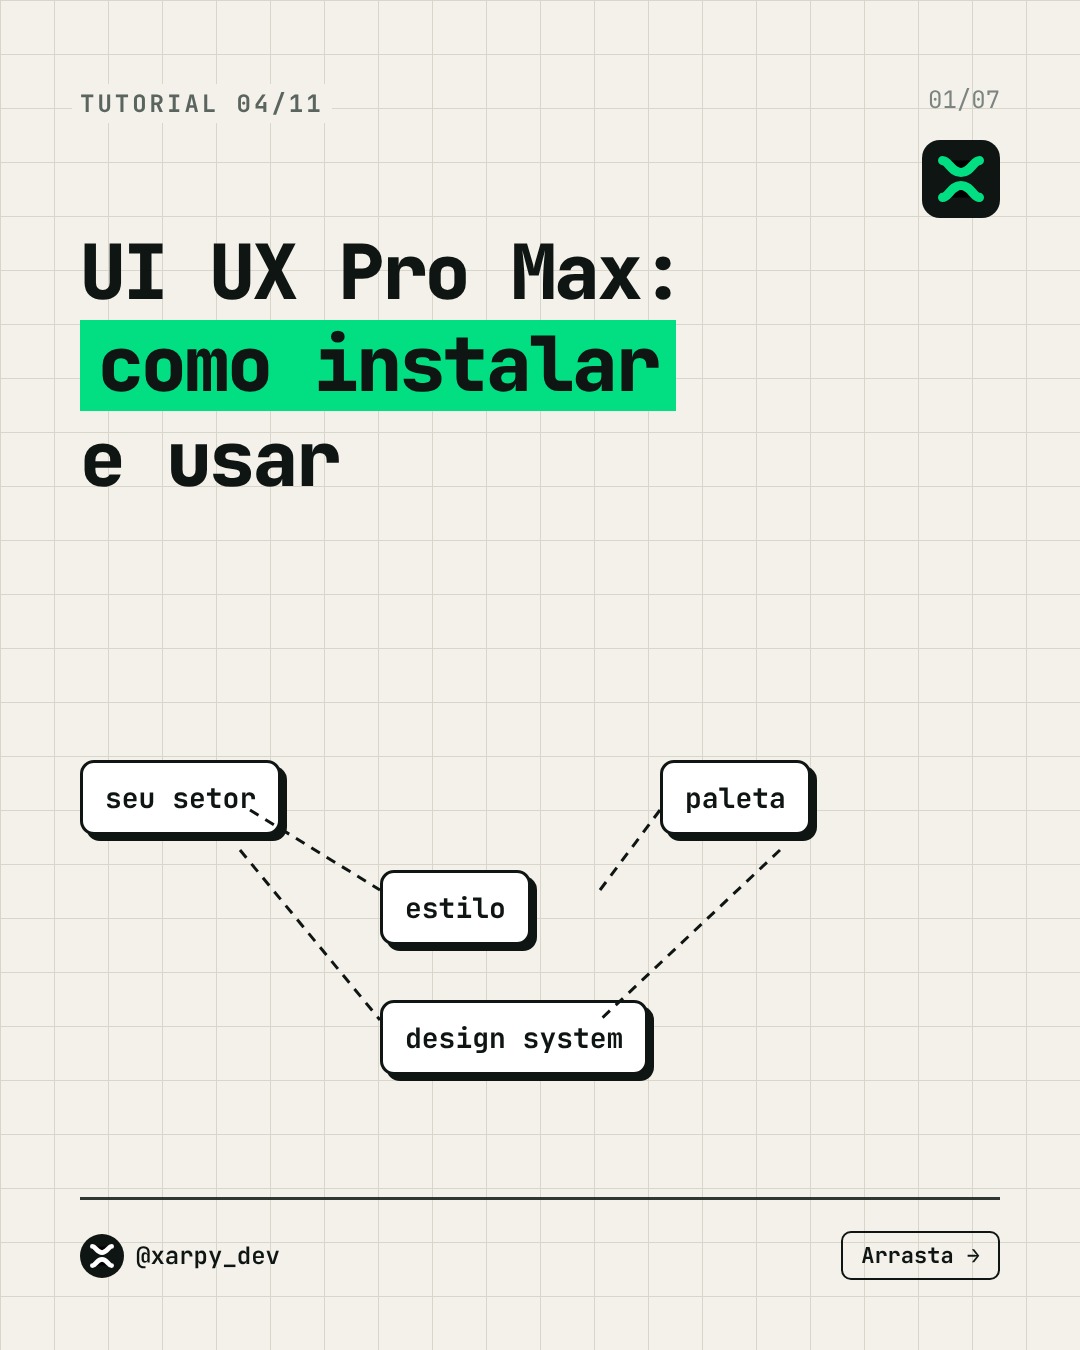 TUTORIAL 04/11
01/07
UI UX Pro Max:
como instalar
e usar
seu setor
paleta
estilo
design system
@xarpy_dev
Arrasta →